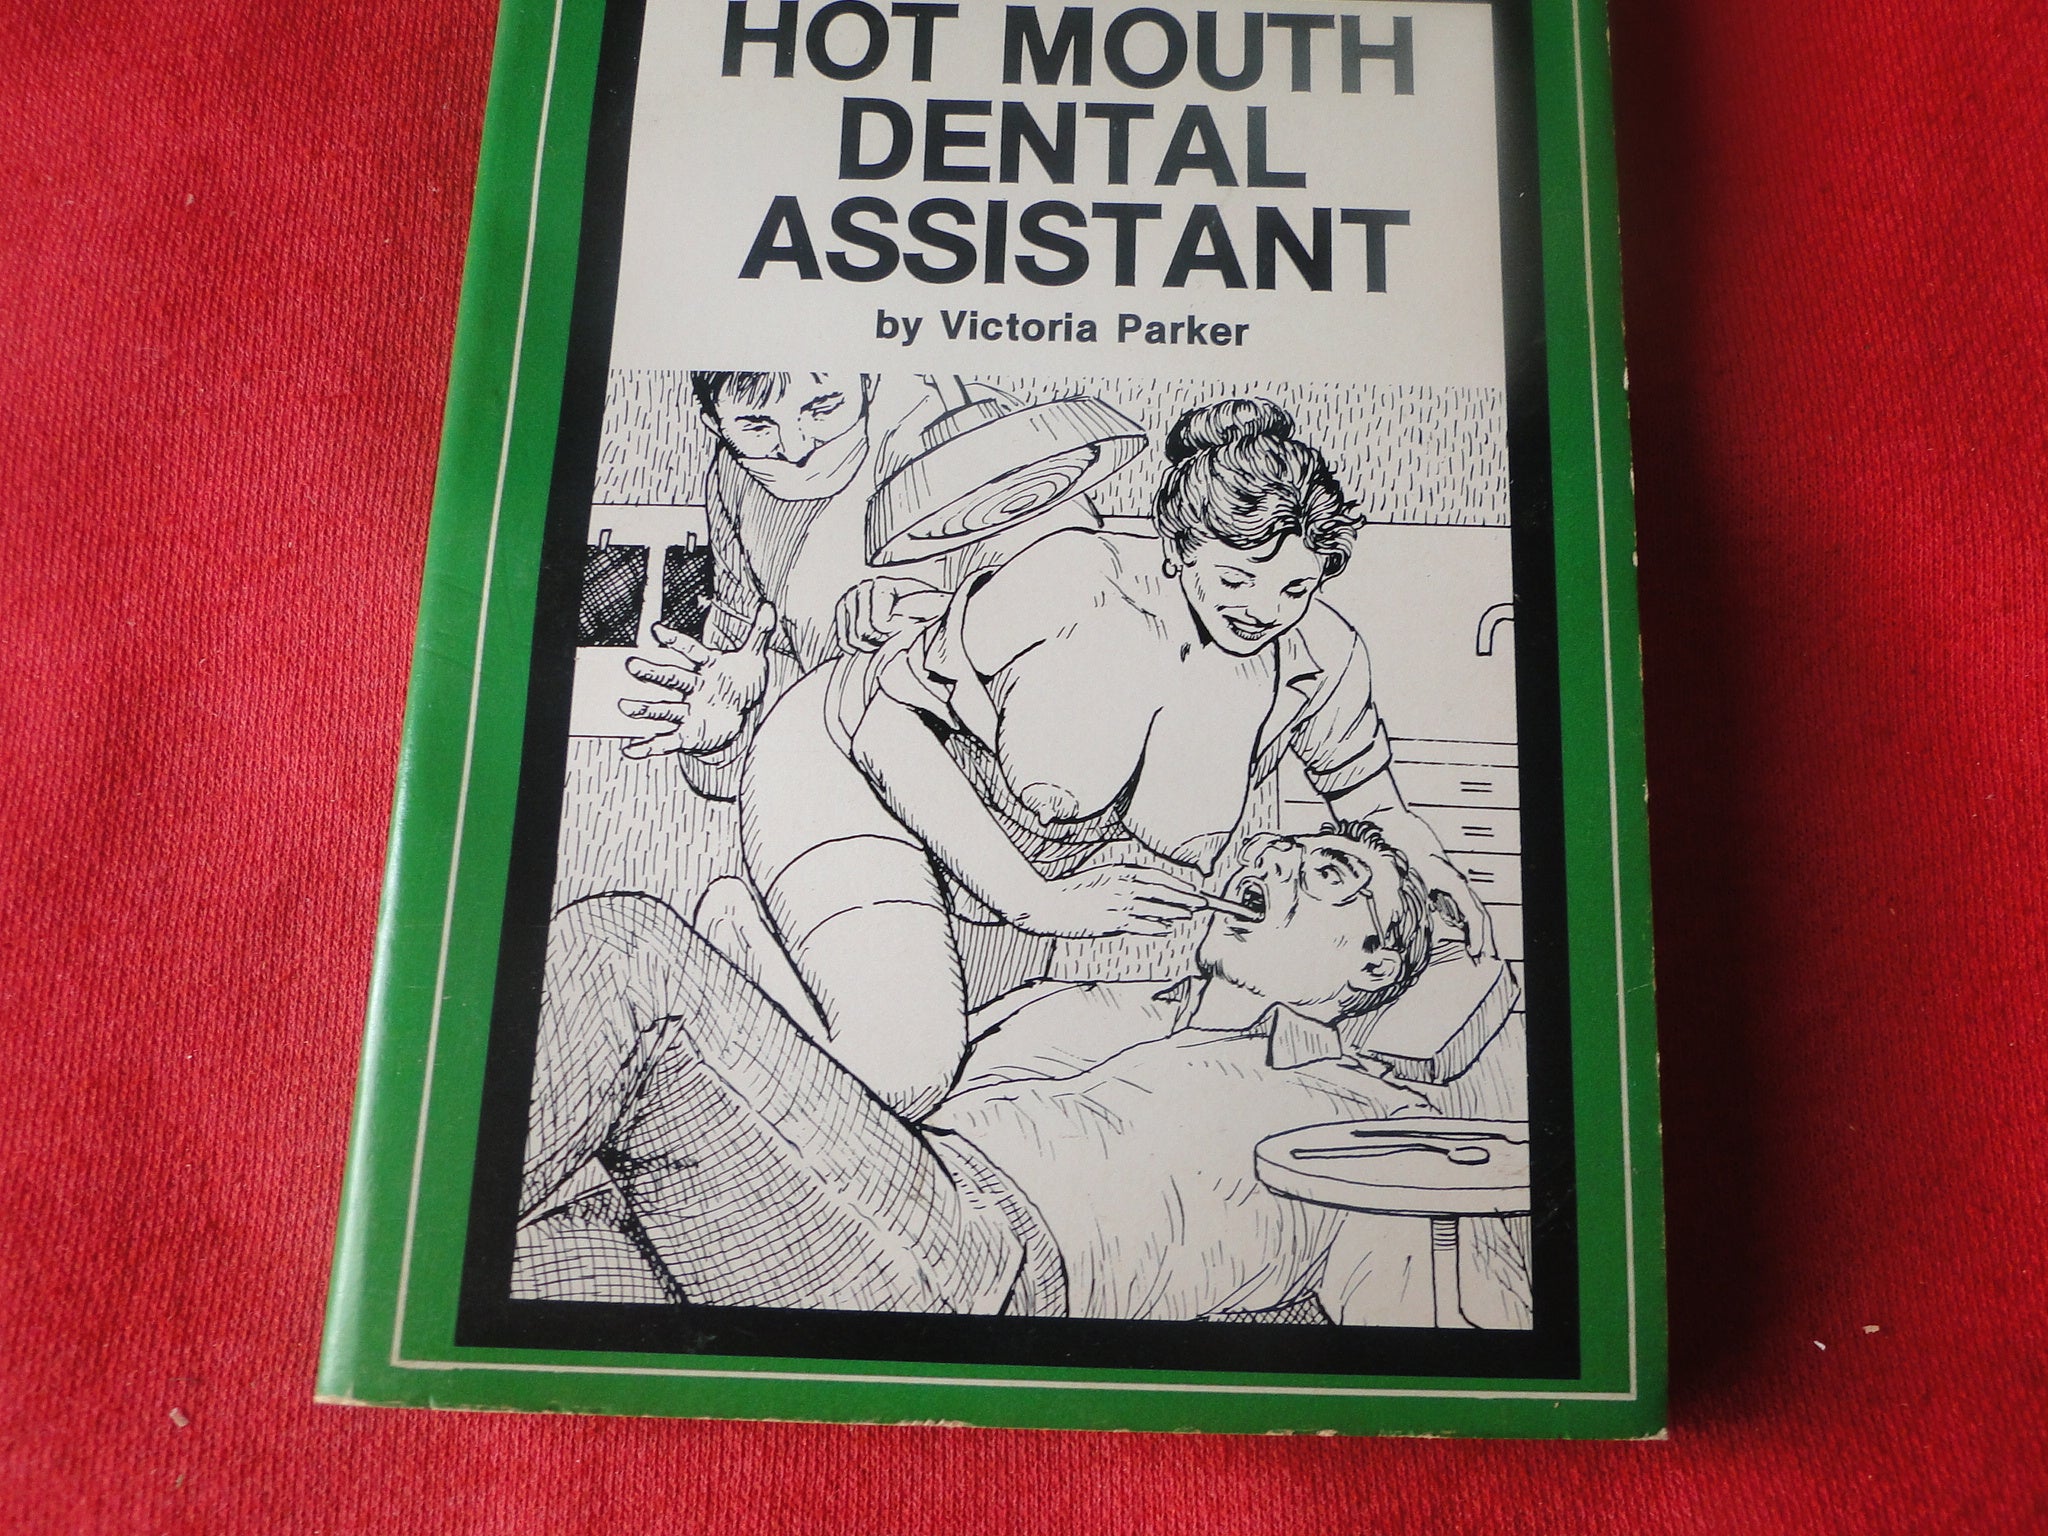 HOT MOUTH
DENTAL
ASSISTANT
by Victoria Parker